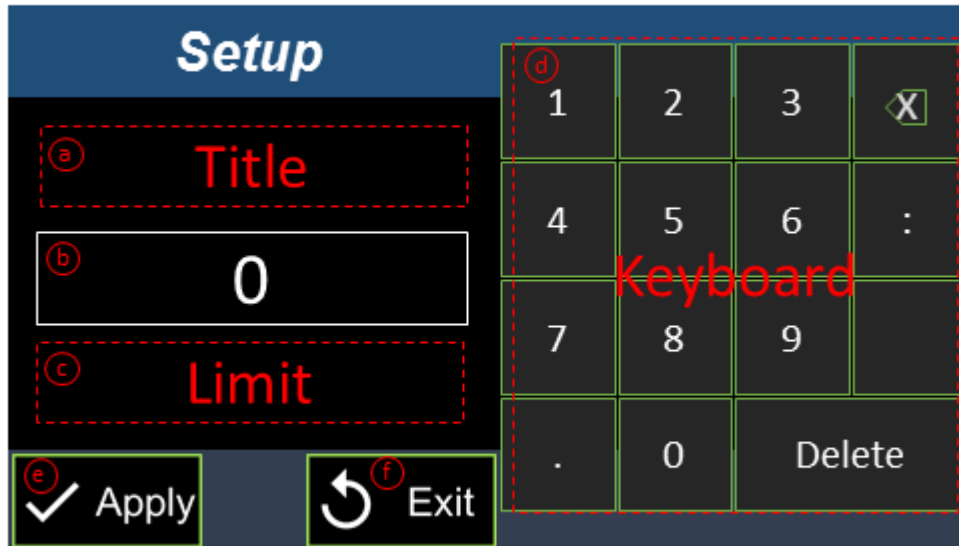 Setup
a Title
b 0
c Limit
e Apply
f Exit
d
1 2 3 X
4 5 6 :
Keyboard
7 8 9
. 0 Delete